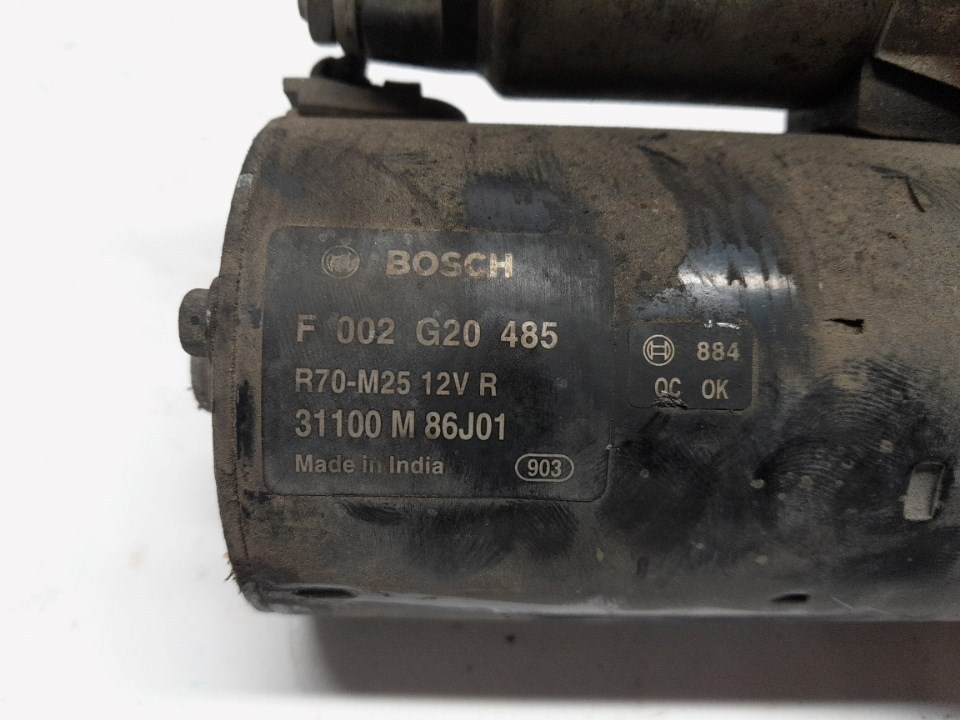 BOSCH
F 002 G20 485
R70-M25 12V R
31100 M 86J01
Made in India 903
884
QC OK